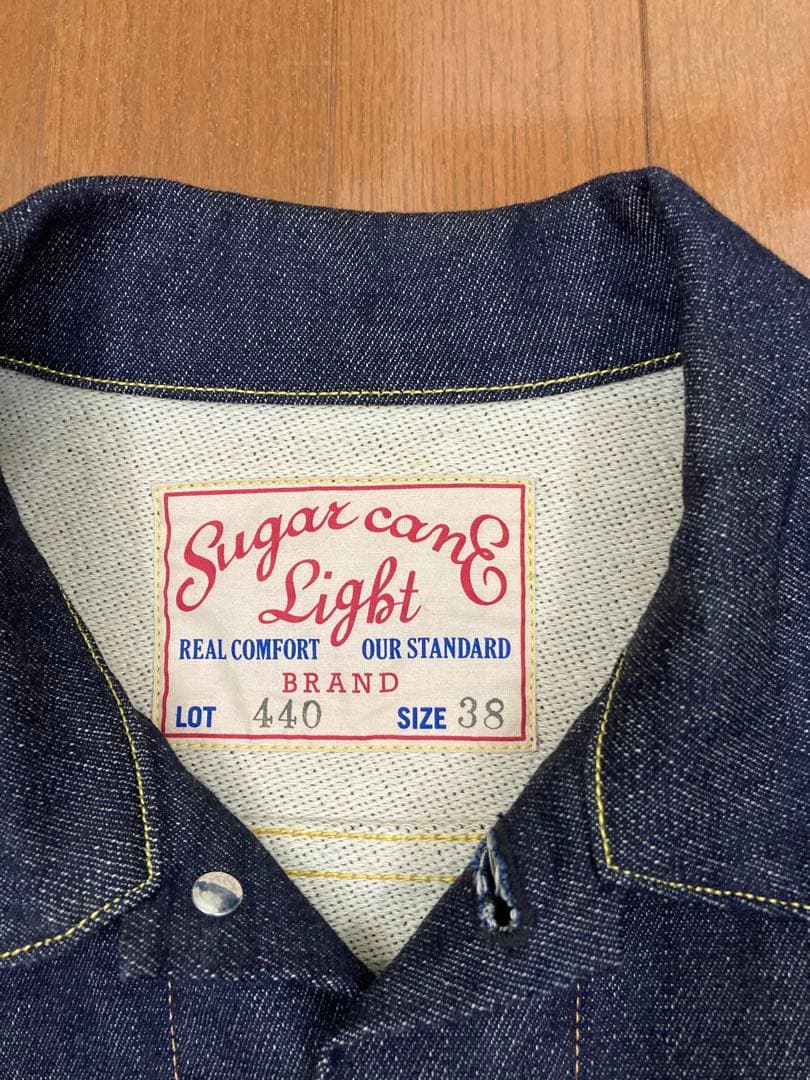 Sugar canE
Light
REAL COMFORT OUR STANDARD
BRAND
LOT 440 SIZE 38